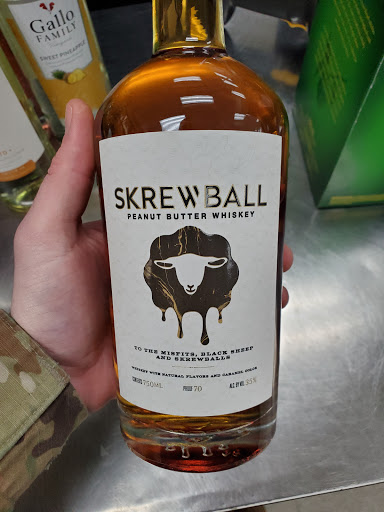 Gallo
FAMILY
Vineyards
SWEET PINEAPPLE
SKREWBALL
PEANUT BUTTER WHISKEY
TO THE MISFITS, BLACK SHEEP
AND SKREWBALLS
WHISKEY WITH NATURAL FLAVORS AND CARAMEL COLOR
750ML PROOF 70 ALC BY VOL 35%